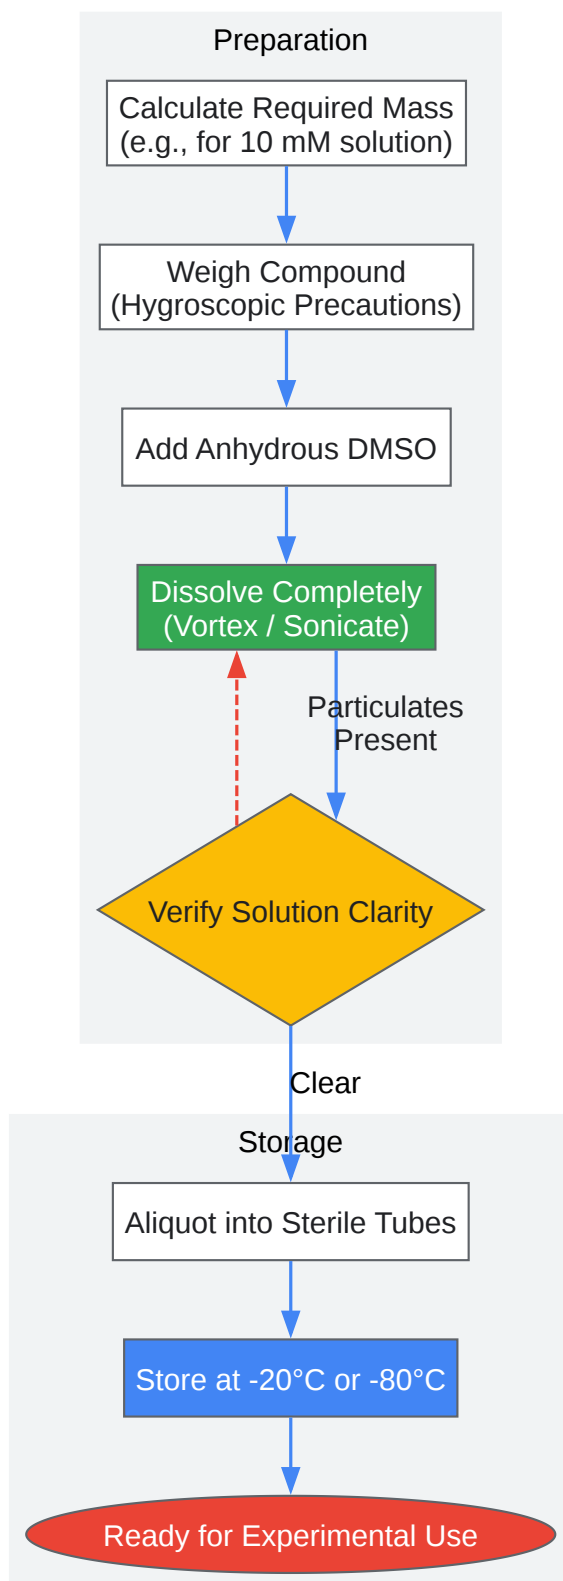 Preparation
Calculate Required Mass
(e.g., for 10 mM solution)
Weigh Compound
(Hygroscopic Precautions)
Add Anhydrous DMSO
Dissolve Completely
(Vortex / Sonicate)
Particulates
Present
Verify Solution Clarity
Clear
Storage
Aliquot into Sterile Tubes
Store at -20°C or -80°C
Ready for Experimental Use